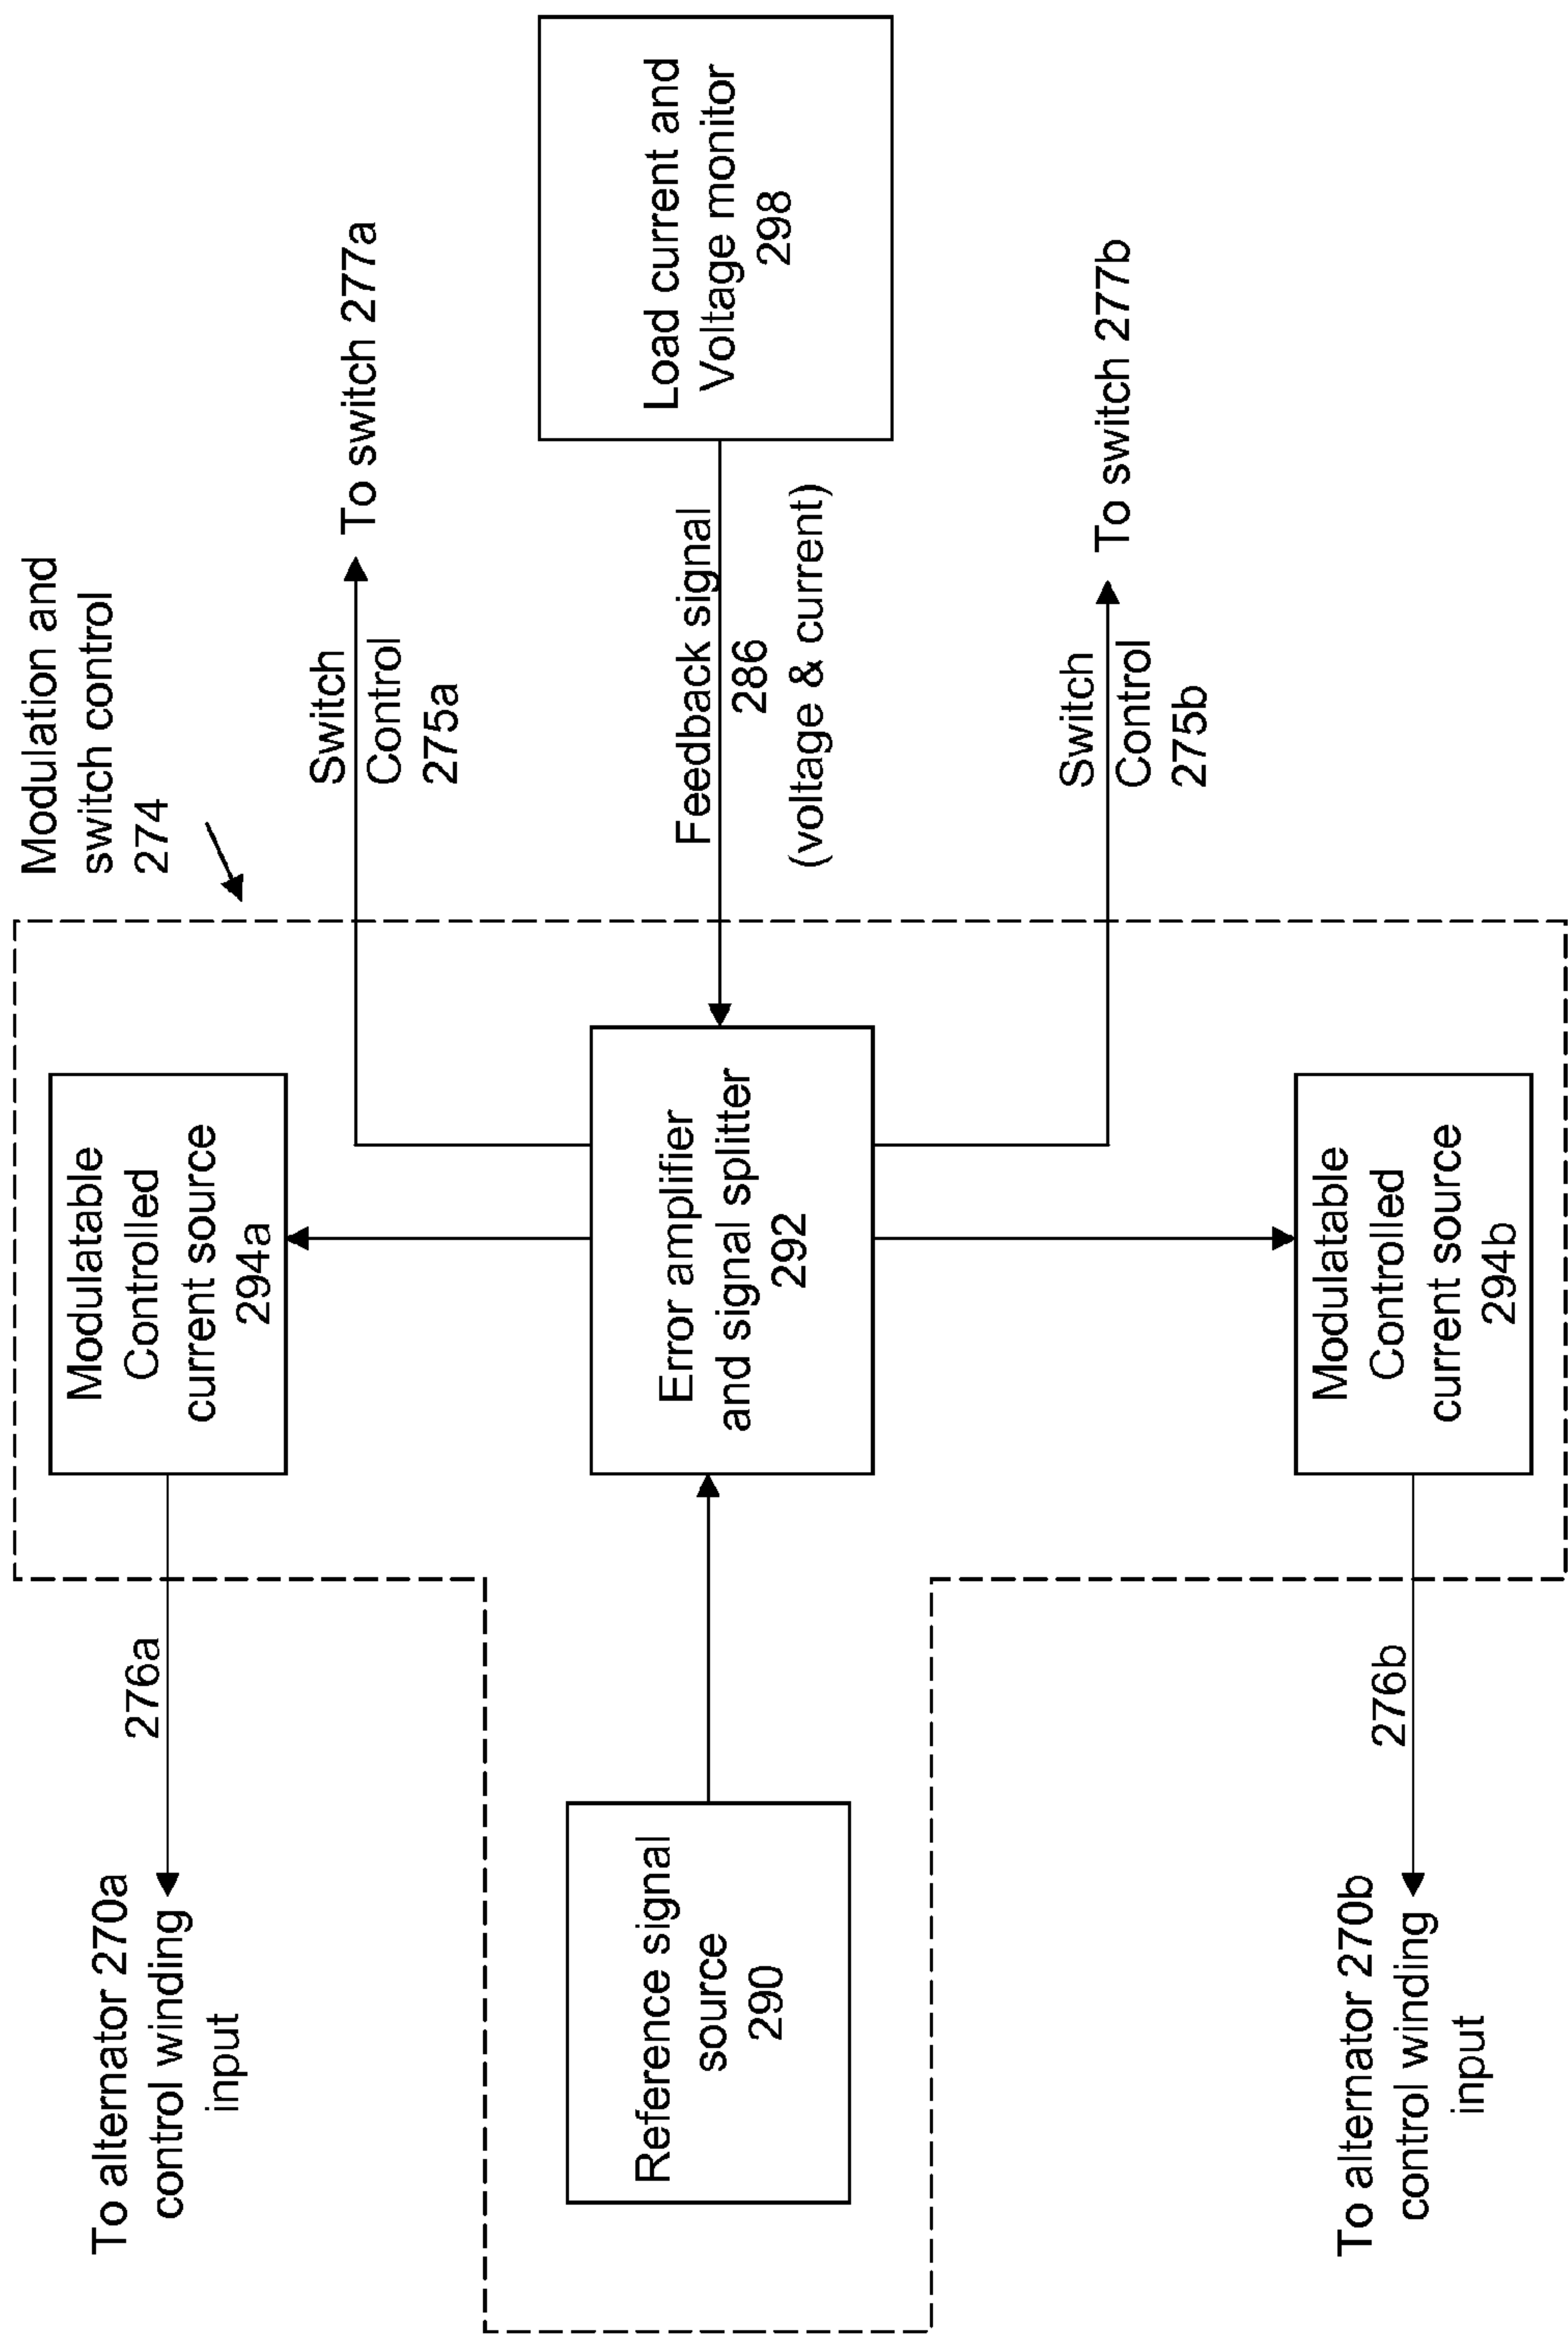 Modulation and
switch control
274
To alternator 270a
control winding
input
276a
Modulatable
Controlled
current source
294a
Switch
Control
275a
To switch 277a
Reference signal
source
290
Error amplifier
and signal splitter
292
Feedback signal
286
(voltage & current)
Load current and
Voltage monitor
298
Switch
Control
275b
To switch 277b
To alternator 270b
control winding
input
276b
Modulatable
Controlled
current source
294b